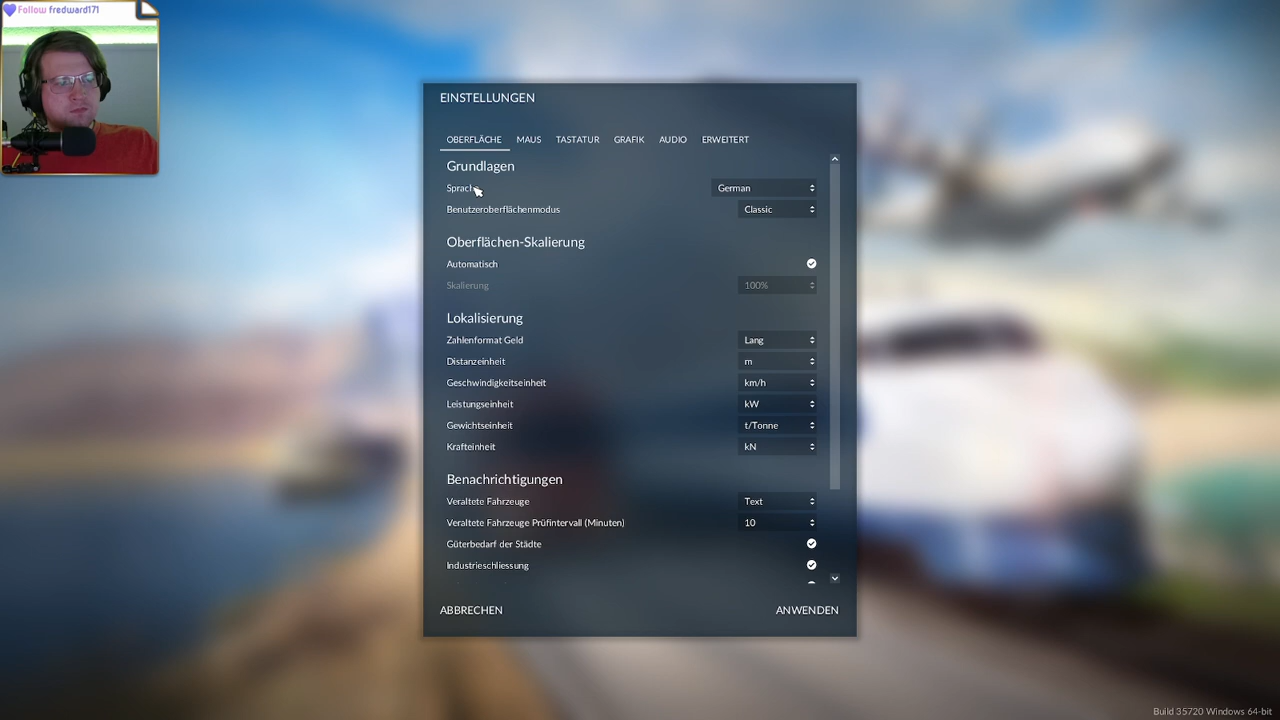 Follow fredward171
EINSTELLUNGEN
OBERFLÄCHE MAUS TASTATUR GRAFIK AUDIO ERWEITERT
Grundlagen
Sprache German
Benutzeroberflächenmodus Classic
Oberflächen-Skalierung
Automatisch
Skalierung 100%
Lokalisierung
Zahlenformat Geld Lang
Distanzeinheit m
Geschwindigkeitseinheit km/h
Leistungseinheit kW
Gewichtseinheit t/Tonne
Krafteinheit kN
Benachrichtigungen
Veraltete Fahrzeuge Text
Veraltete Fahrzeuge Prüfintervall (Minuten) 10
Güterbedarf der Städte
Industrieschliessung
ABBRECHEN ANWENDEN
Build 35720 Windows 64-bit